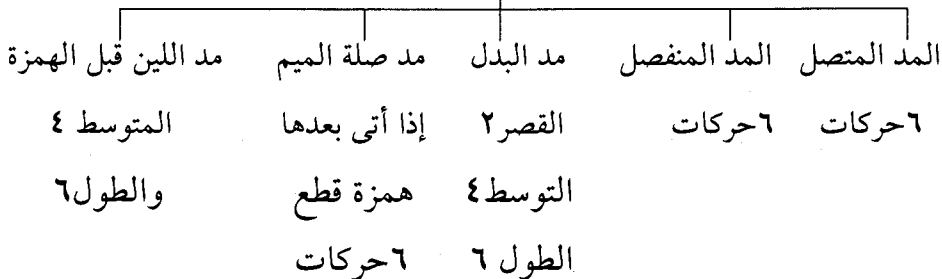 المد المتصل المد المنفصل مد البدل مد صلة الميم مد اللين قبل الهمزة
٦حركات ٦حركات القصر٢ إذا أتى بعدها المتوسط ٤
التوسط٤ همزة قطع والطول٦
الطول ٦ ٦حركات